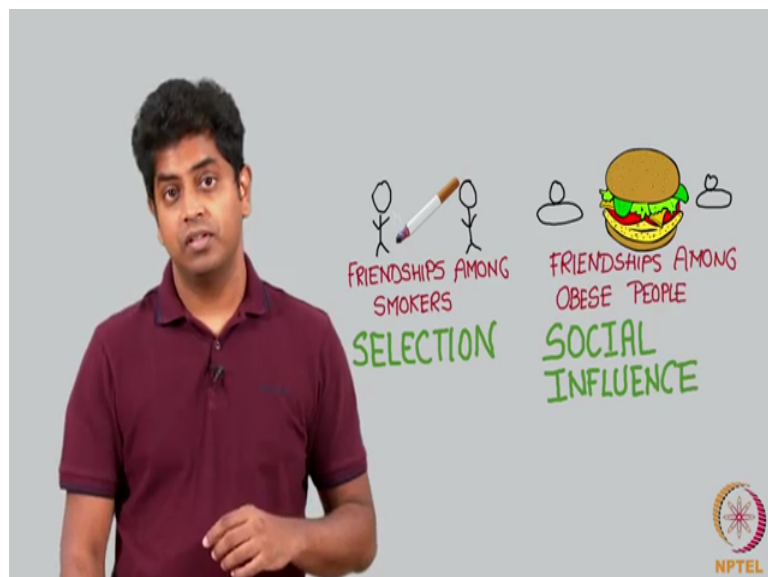 FRIENDSHIPS AMONG
SMOKERS
SELECTION
FRIENDSHIPS AMONG
OBESE PEOPLE
SOCIAL
INFLUENCE
NPTEL